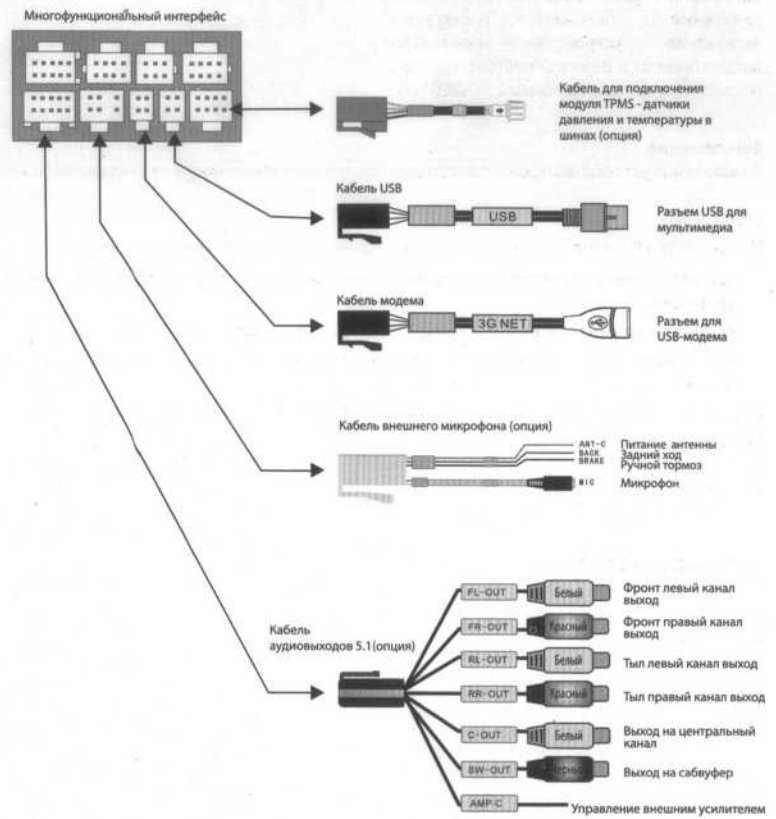 Многофункциональный интерфейс
Кабель для подключения
модуля TPMS - датчики
давления и температуры в
шинах (опция)
Кабель USB
USB
Разъем USB для
мультимедиа
Кабель модема
3G NET
Разъем для
USB-модема
Кабель внешнего микрофона (опция)
ANT-C Питание антенны
BACK Задний ход
BRAKE Ручной тормоз
MIC Микрофон
Кабель
аудиовыходов 5.1(опция)
FL-OUT Белый Фронт левый канал
выход
FR-OUT Красный Фронт правый канал
выход
RL-OUT Белый Тыл левый канал выход
RR-OUT Красный Тыл правый канал выход
C-OUT Белый Выход на центральный
канал
SW-OUT Черный Выход на сабвуфер
AMP-C Управление внешним усилителем